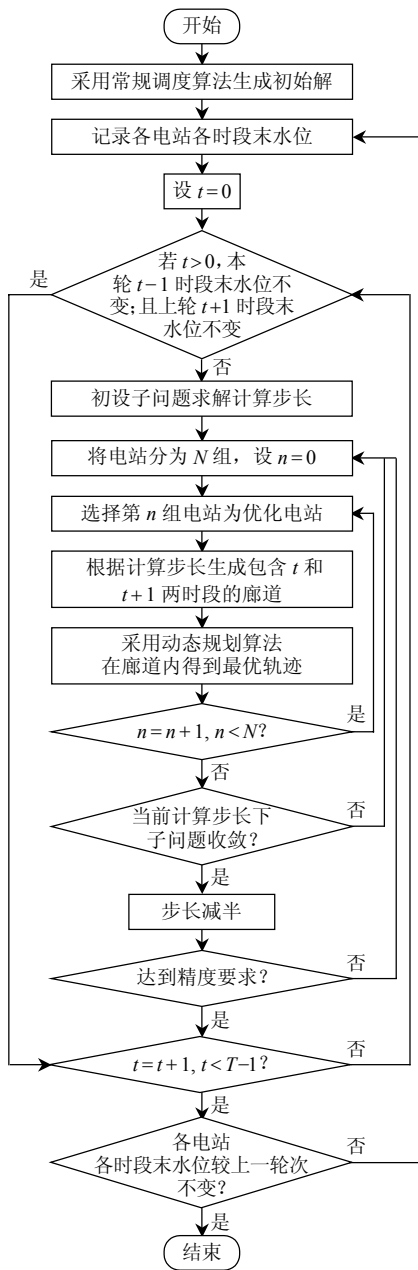 开始
采用常规调度算法生成初始解
记录各电站各时段末水位
设 t=0
若 t>0, 本
轮 t−1 时段末水位不
变;且上轮 t+1 时段末
水位不变
是
否
初设子问题求解计算步长
将电站分为 N 组，设 n=0
选择第 n 组电站为优化电站
根据计算步长生成包含 t 和
t+1 两时段的廊道
采用动态规划算法
在廊道内得到最优轨迹
n=n+1, n<N?
是
否
当前计算步长下
子问题收敛?
否
是
步长减半
达到精度要求?
否
是
t=t+1, t<T−1?
否
是
各电站
各时段末水位较上一轮次
不变?
否
是
结束